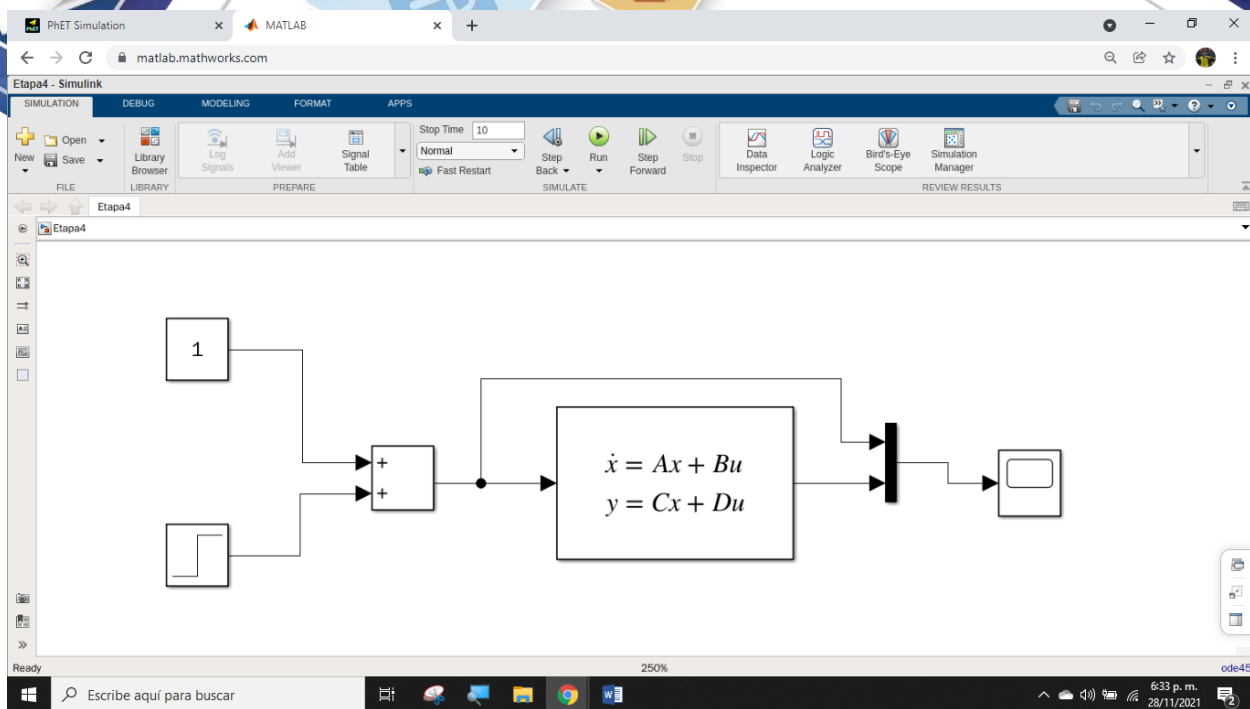 PhET Simulation
MATLAB
matlab.mathworks.com
Etapa4 - Simulink
SIMULATION DEBUG MODELING FORMAT APPS
New
Open
Save
FILE
Library Browser
LIBRARY
Log Signals
Add Viewer
Signal Table
PREPARE
Stop Time 10
Normal
Fast Restart
Step Back
Run
Step Forward
Stop
SIMULATE
Data Inspector
Logic Analyzer
Bird's-Eye Scope
Simulation Manager
REVIEW RESULTS
Etapa4
Etapa4
1
+
+
ẋ = Ax + Bu
y = Cx + Du
Ready 250% ode45
Escribe aquí para buscar
6:33 p. m.
28/11/2021
2